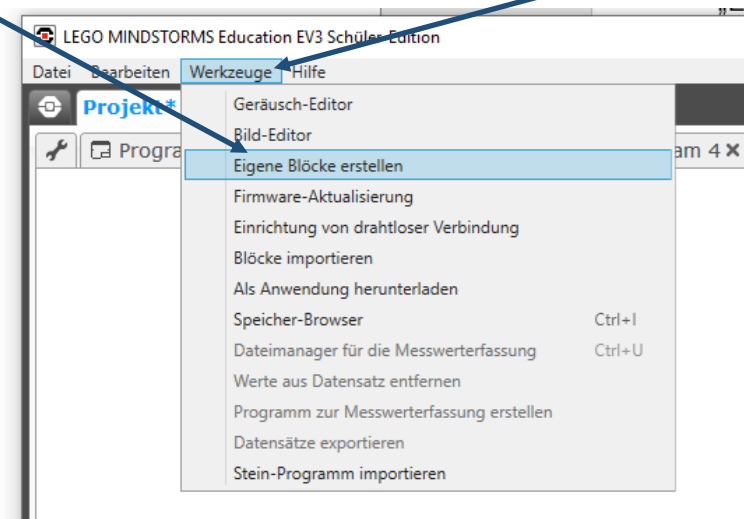 LEGO MINDSTORMS Education EV3 Schüler-Edition
Datei Bearbeiten Werkzeuge Hilfe
Projekt*
Geräusch-Editor
Bild-Editor
Progra am 4 ×
Eigene Blöcke erstellen
Firmware-Aktualisierung
Einrichtung von drahtloser Verbindung
Blöcke importieren
Als Anwendung herunterladen
Speicher-Browser Ctrl+I
Dateimanager für die Messwerterfassung Ctrl+U
Werte aus Datensatz entfernen
Programm zur Messwerterfassung erstellen
Datensätze exportieren
Stein-Programm importieren